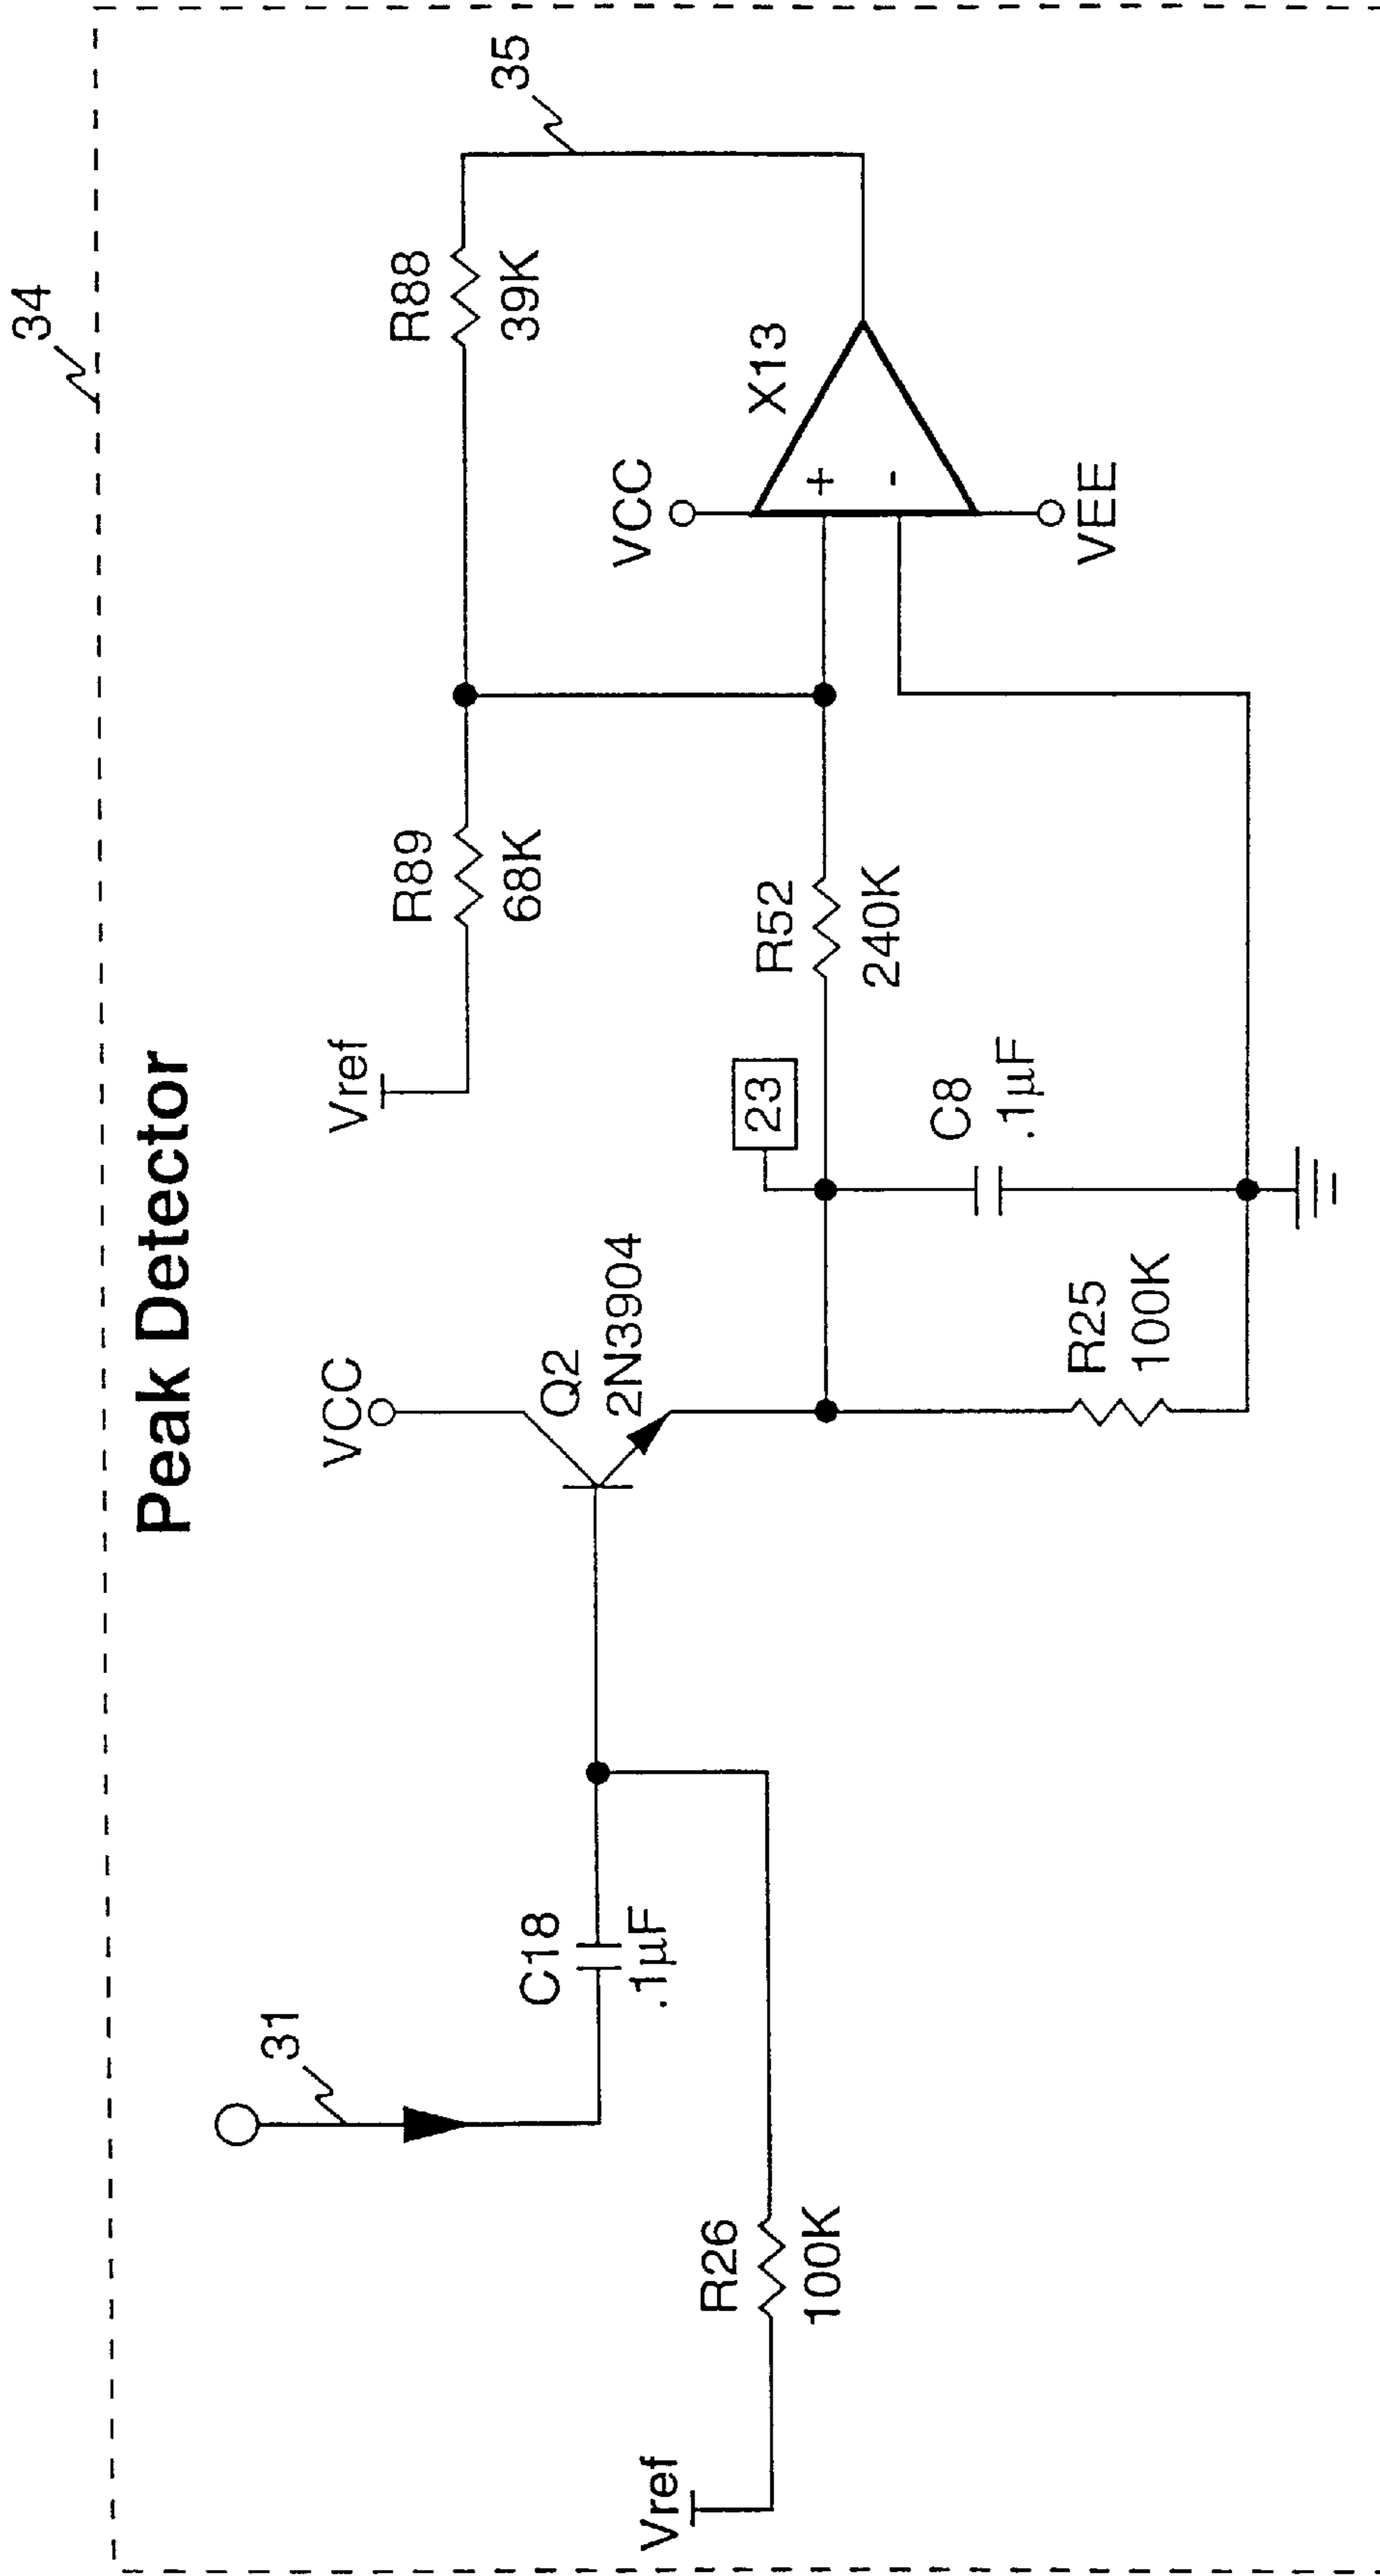 34
Peak Detector
35
31
Vref
R26
100K
C18
.1µF
VCC
Q2
2N3904
R25
100K
23
C8
.1µF
R52
240K
Vref
R89
68K
R88
39K
VCC
X13
+
-
VEE